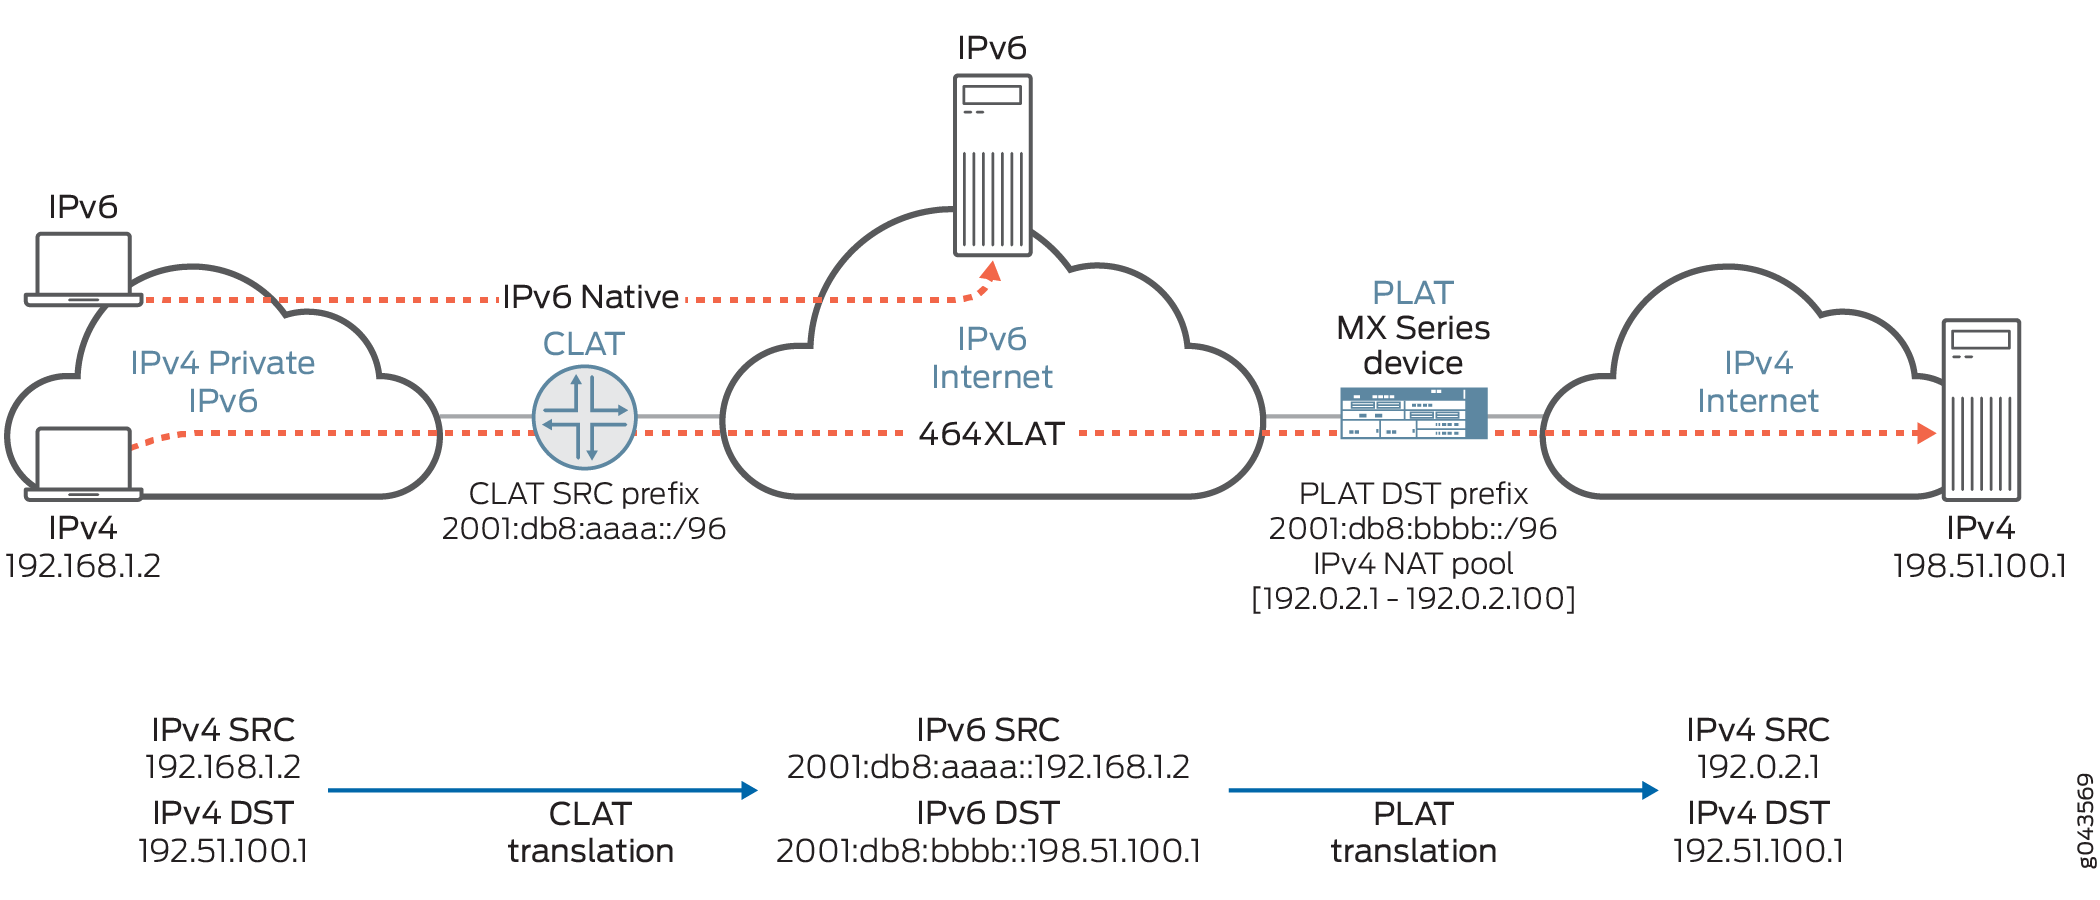 IPv6
IPv6
IPv6 Native
CLAT
IPv4 Private
IPv6
IPv6
Internet
PLAT
MX Series
device
IPv4
Internet
464XLAT
IPv4
192.168.1.2
CLAT SRC prefix
2001:db8:aaaa::/96
PLAT DST prefix
2001:db8:bbbb::/96
IPv4 NAT pool
[192.0.2.1 - 192.0.2.100]
IPv4
198.51.100.1
IPv4 SRC
192.168.1.2
IPv4 DST
192.51.100.1
CLAT
translation
IPv6 SRC
2001:db8:aaaa::192.168.1.2
IPv6 DST
2001:db8:bbbb::198.51.100.1
PLAT
translation
IPv4 SRC
192.0.2.1
IPv4 DST
192.51.100.1
g043569